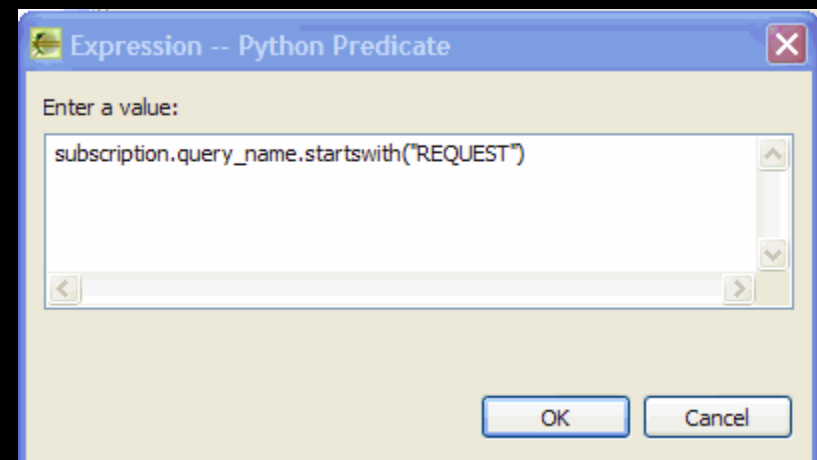 Expression -- Python Predicate
Enter a value:
subscription.query_name.startswith("REQUEST")
OK
Cancel